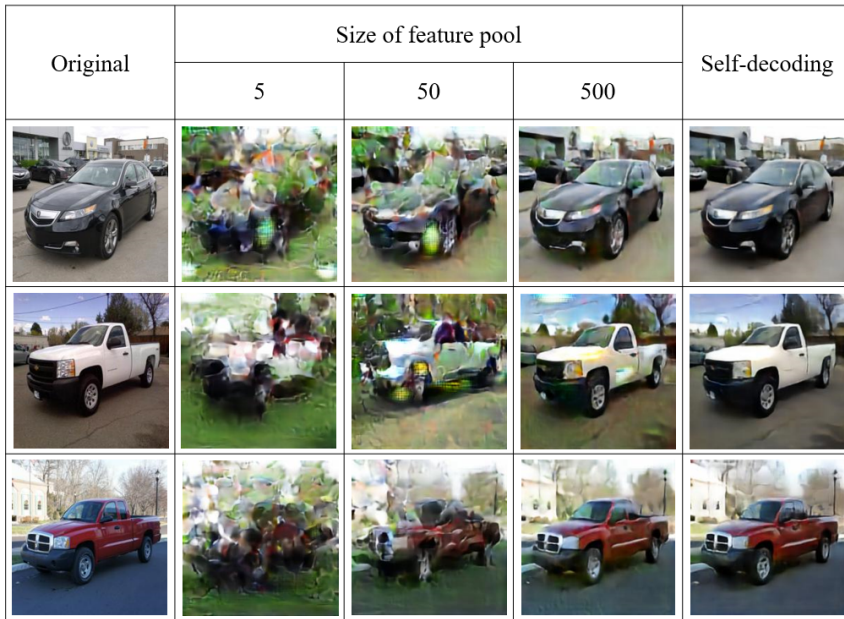 Original
Size of feature pool
Self-decoding
5
50
500